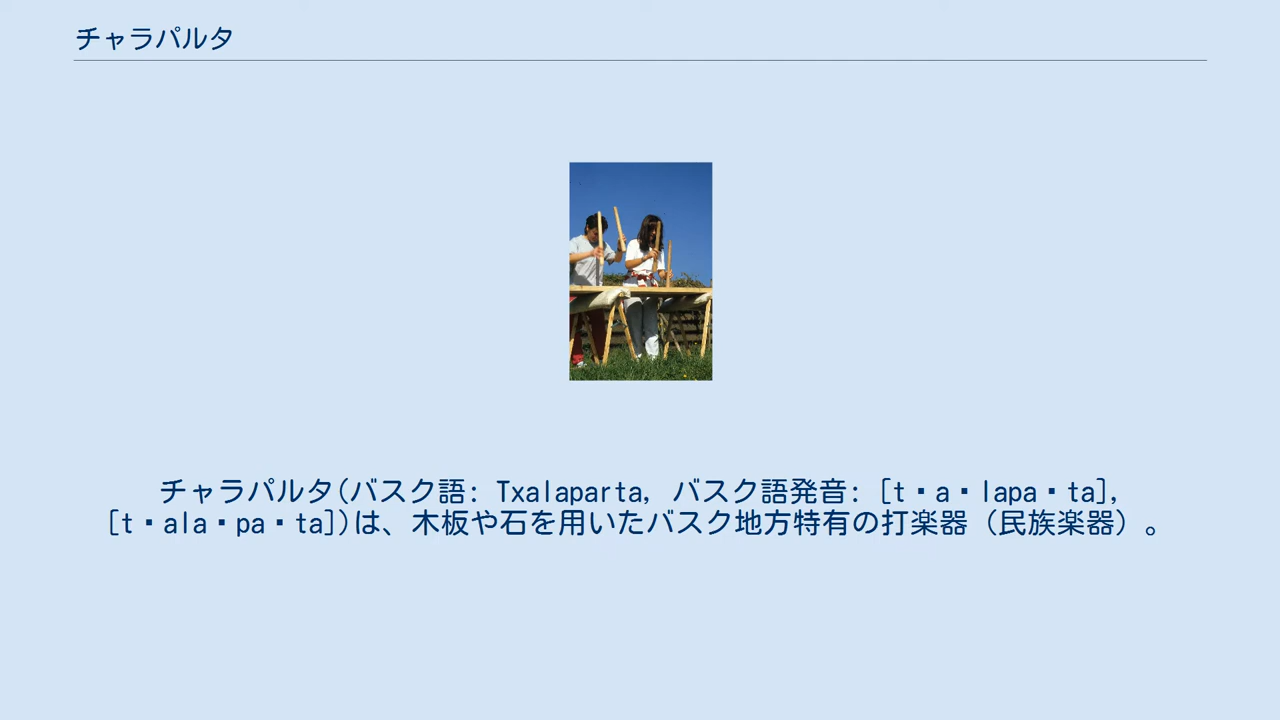 チャラパルタ
チャラパルタ(バスク語: Txalaparta, バスク語発音: [t▪a▪lapa▪ta],
[t▪ala▪pa▪ta])は、木板や石を用いたバスク地方特有の打楽器（民族楽器）。